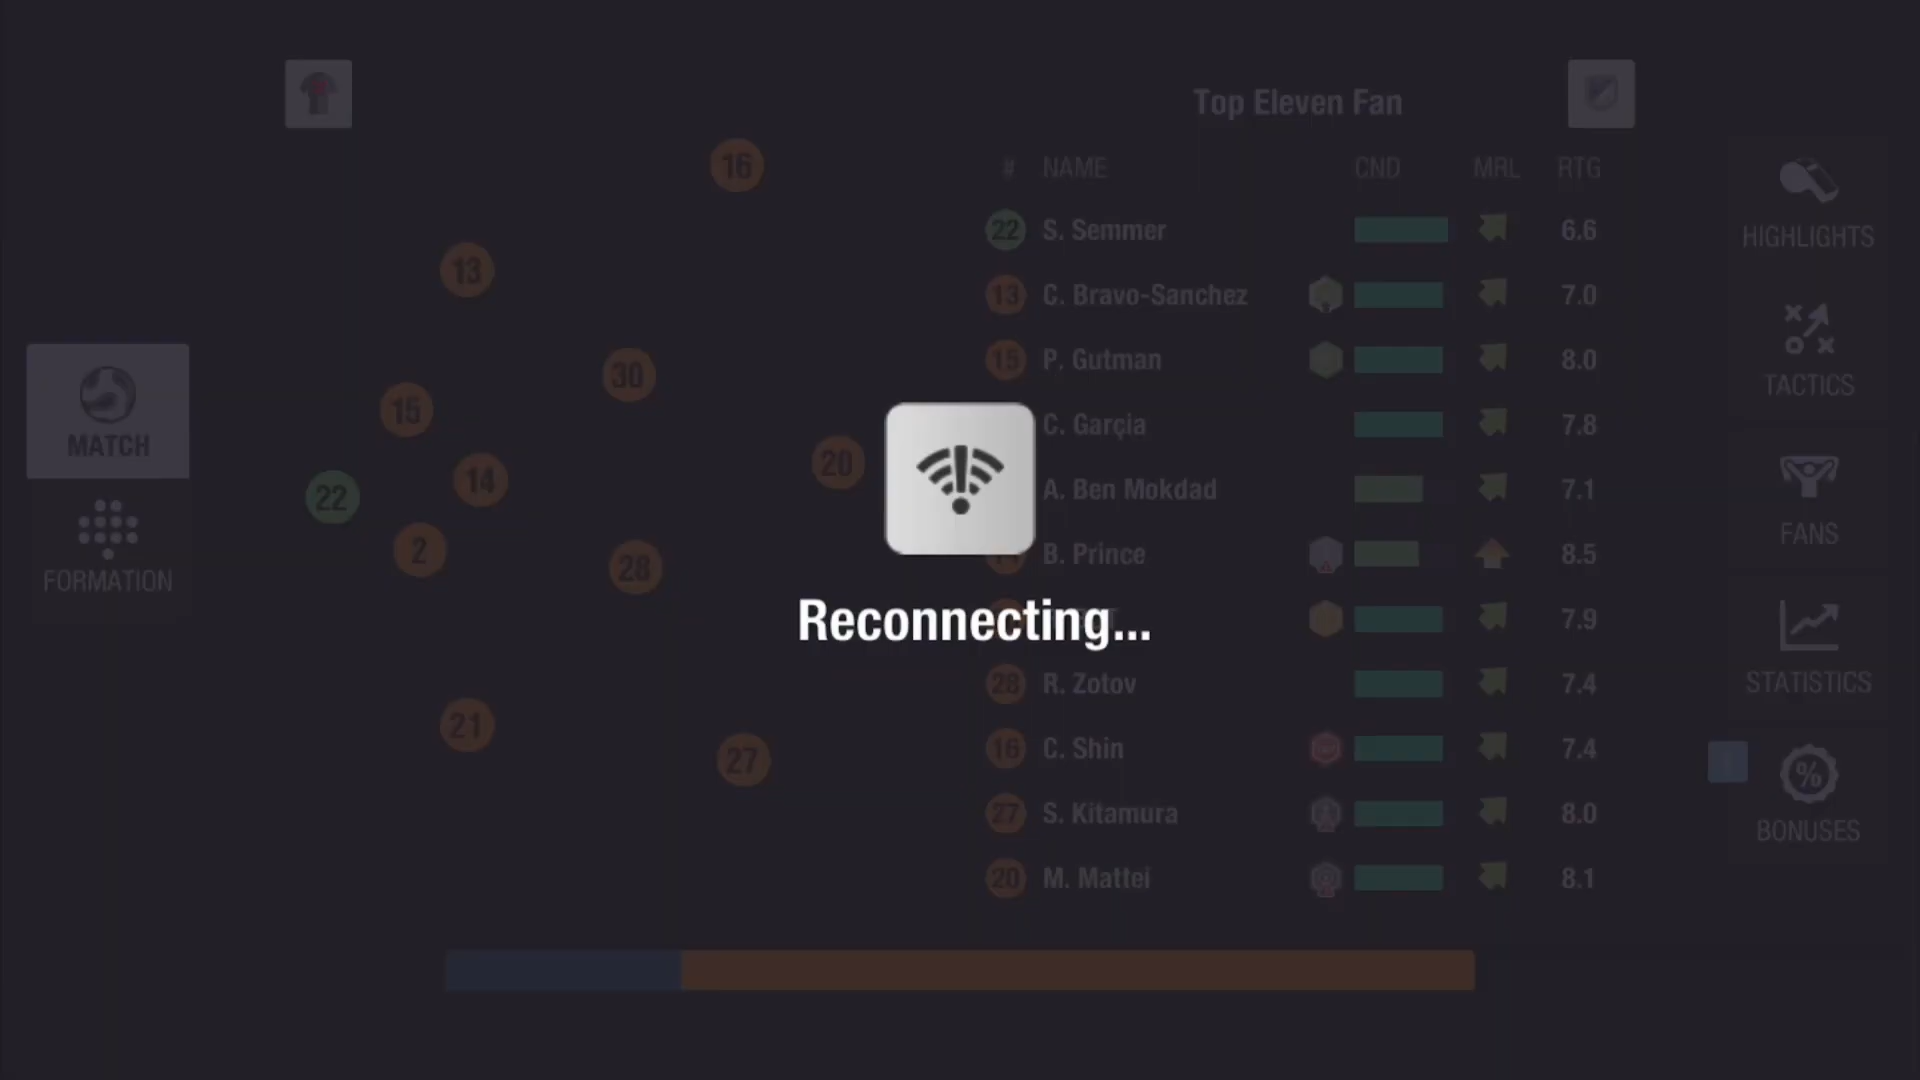 Top Eleven Fan
# NAME CND MRL RTG
22 S. Semmer 6.6
13 C. Bravo-Sanchez 7.0
15 P. Gutman 8.0
C. Garçia 7.8
A. Ben Mokdad 7.1
B. Prince 8.5
7.9
28 R. Zotov 7.4
16 C. Shin 7.4
27 S. Kitamura 8.0
20 M. Mattei 8.1
16
13
30
15
20
14
22
2
28
21
27
MATCH
FORMATION
Reconnecting...
HIGHLIGHTS
TACTICS
FANS
STATISTICS
%
BONUSES